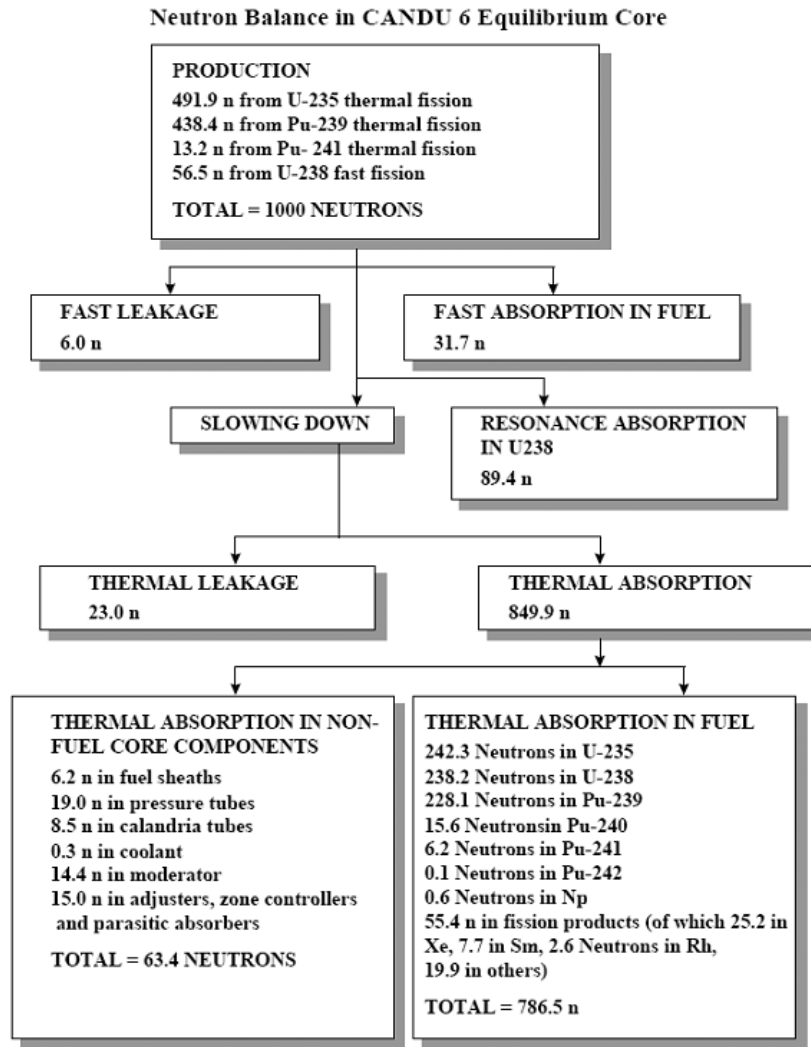 Neutron Balance in CANDU 6 Equilibrium Core
PRODUCTION
491.9 n from U-235 thermal fission
438.4 n from Pu-239 thermal fission
13.2 n from Pu- 241 thermal fission
56.5 n from U-238 fast fission
TOTAL = 1000 NEUTRONS
FAST LEAKAGE
6.0 n
FAST ABSORPTION IN FUEL
31.7 n
SLOWING DOWN
RESONANCE ABSORPTION
IN U238
89.4 n
THERMAL LEAKAGE
23.0 n
THERMAL ABSORPTION
849.9 n
THERMAL ABSORPTION IN NON-
FUEL CORE COMPONENTS
6.2 n in fuel sheaths
19.0 n in pressure tubes
8.5 n in calandria tubes
0.3 n in coolant
14.4 n in moderator
15.0 n in adjusters, zone controllers
and parasitic absorbers
TOTAL = 63.4 NEUTRONS
THERMAL ABSORPTION IN FUEL
242.3 Neutrons in U-235
238.2 Neutrons in U-238
228.1 Neutrons in Pu-239
15.6 Neutronsin Pu-240
6.2 Neutrons in Pu-241
0.1 Neutrons in Pu-242
0.6 Neutrons in Np
55.4 n in fission products (of which 25.2 in
Xe, 7.7 in Sm, 2.6 Neutrons in Rh,
19.9 in others)
TOTAL = 786.5 n